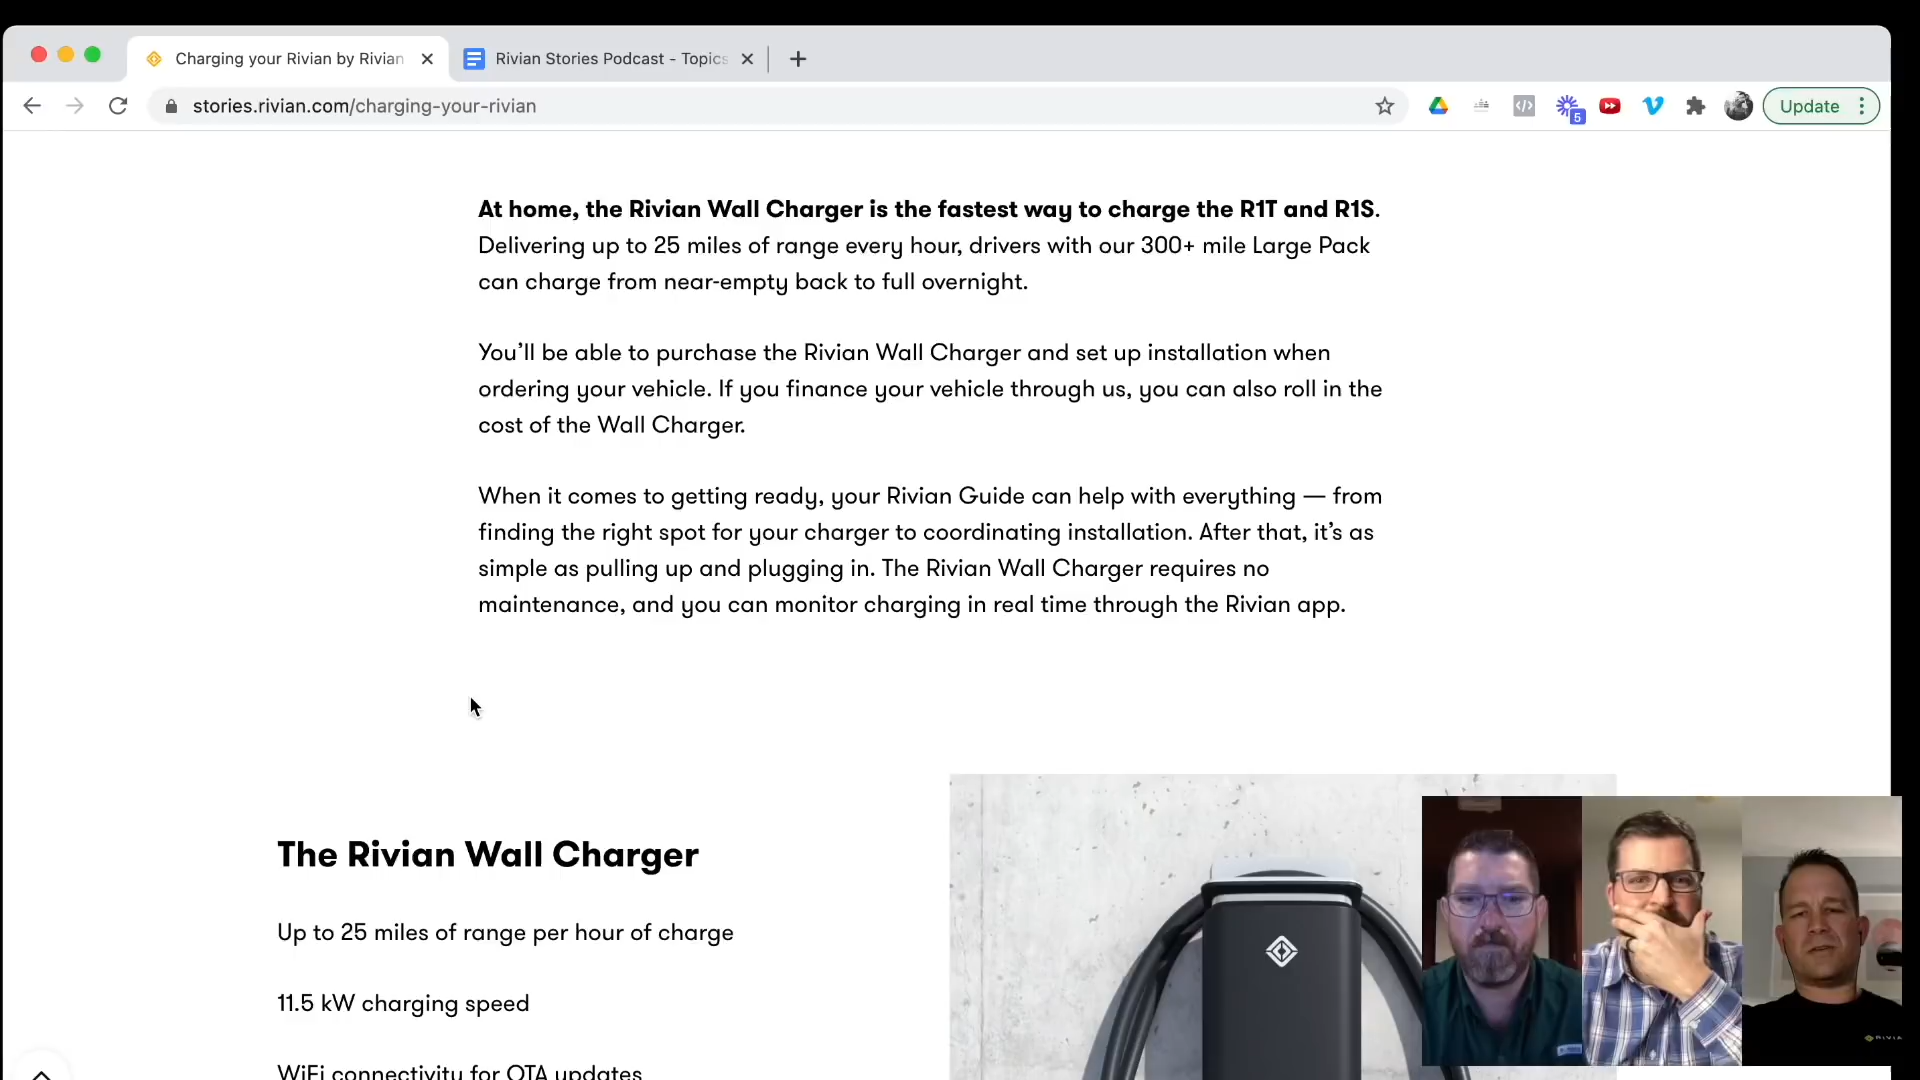 Charging your Rivian by Rivian
Rivian Stories Podcast - Topics
stories.rivian.com/charging-your-rivian
5
Update
At home, the Rivian Wall Charger is the fastest way to charge the R1T and R1S.
Delivering up to 25 miles of range every hour, drivers with our 300+ mile Large Pack
can charge from near-empty back to full overnight.
You’ll be able to purchase the Rivian Wall Charger and set up installation when
ordering your vehicle. If you finance your vehicle through us, you can also roll in the
cost of the Wall Charger.
When it comes to getting ready, your Rivian Guide can help with everything — from
finding the right spot for your charger to coordinating installation. After that, it’s as
simple as pulling up and plugging in. The Rivian Wall Charger requires no
maintenance, and you can monitor charging in real time through the Rivian app.
The Rivian Wall Charger
Up to 25 miles of range per hour of charge
11.5 kW charging speed
WiFi connectivity for OTA updates